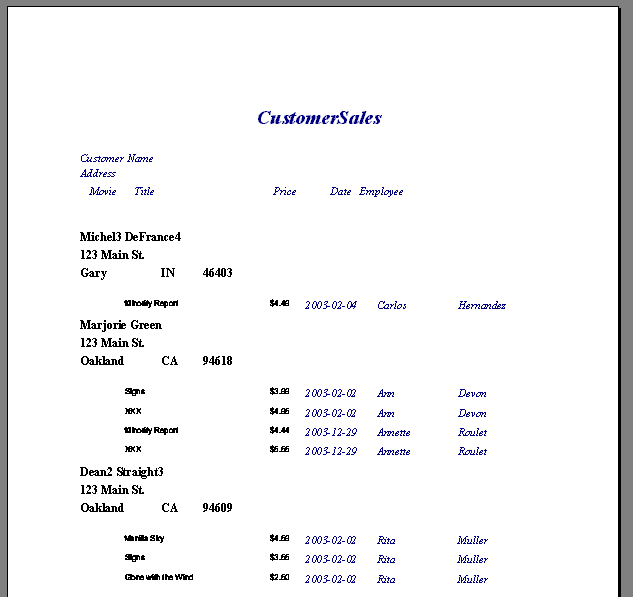 CustomerSales
Customer Name
Address
Movie Title Price Date Employee
Michel3 DeFrance4
123 Main St.
Gary IN 46403
Minority Report $4.49 2003-02-04 Carlos Hernandez
Marjorie Green
123 Main St.
Oakland CA 94618
Signs $3.99 2003-02-02 Ann Devon
XXX $4.95 2003-02-02 Ann Devon
Minority Report $4.44 2003-12-29 Annette Roulet
XXX $5.55 2003-12-29 Annette Roulet
Dean2 Straight3
123 Main St.
Oakland CA 94609
Vanilla Sky 2003-02-02 Rita Muller
Signs $3.55 2003-02-02 Rita Muller
Gone with the Wind $2.50 2003-02-02 Rita Muller